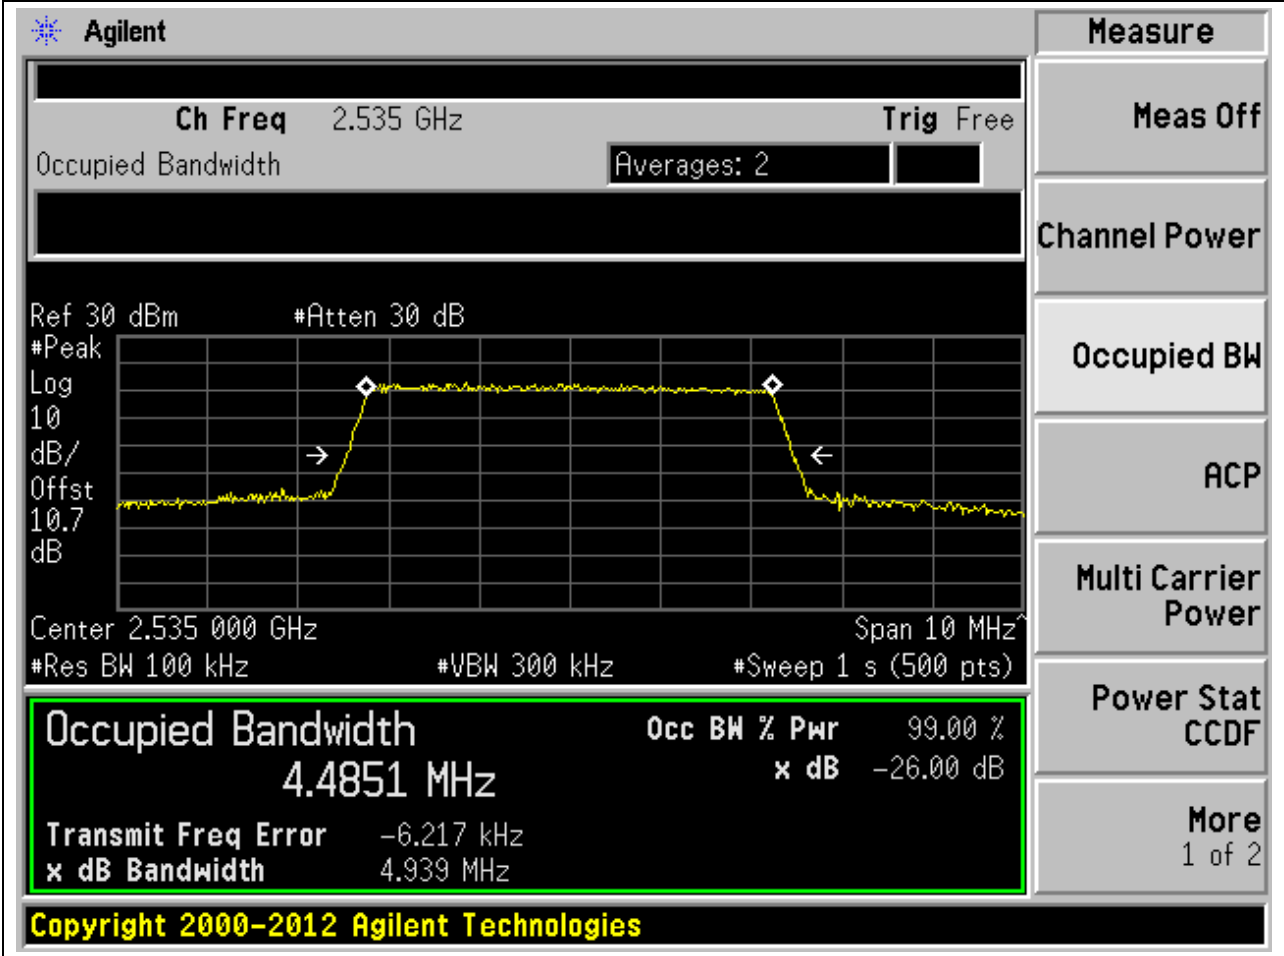 Agilent
Measure
Ch Freq 2.535 GHz Trig Free
Occupied Bandwidth Averages: 2
Meas Off
Channel Power
Occupied BW
ACP
Multi Carrier
Power
Power Stat
CCDF
More
1 of 2
Ref 30 dBm #Atten 30 dB
#Peak
Log
10
dB/
Offst
10.7
dB
Center 2.535 000 GHz Span 10 MHz^
#Res BW 100 kHz #VBW 300 kHz #Sweep 1 s (500 pts)
Occupied Bandwidth Occ BW % Pwr 99.00 %
4.4851 MHz x dB -26.00 dB
Transmit Freq Error -6.217 kHz
x dB Bandwidth 4.939 MHz
Copyright 2000-2012 Agilent Technologies